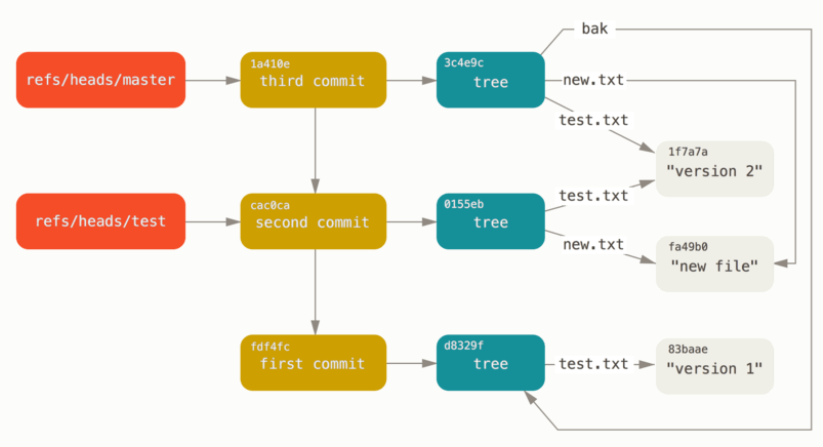 bak
refs/heads/master
1a410e
third commit
3c4e9c
tree
new.txt
test.txt
1f7a7a
"version 2"
refs/heads/test
cac0ca
second commit
0155eb
tree
test.txt
new.txt
fa49b0
"new file"
fdf4fc
first commit
d8329f
tree
test.txt
83baae
"version 1"